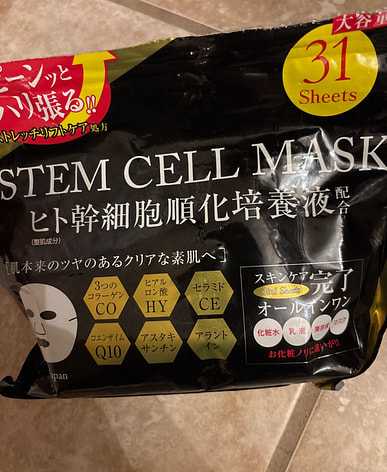 大容量
31
Sheets
ピーンッと
ハリ張る!!
ストレッチリフトケア処方
STEM CELL MASK
ヒト幹細胞順化培養液配合
(整肌成分)
肌本来のツヤのあるクリアな素肌へ
3つの
コラーゲン
CO
ヒアル
ロン酸
HY
セラミド
CE
コエンザイム
Q10
アスタキ
サンチン
アラント
イン
スキンケア
完了
オールインワン
化粧水
乳液
美容液
マスク
お化粧ノリに違いが!!
apan